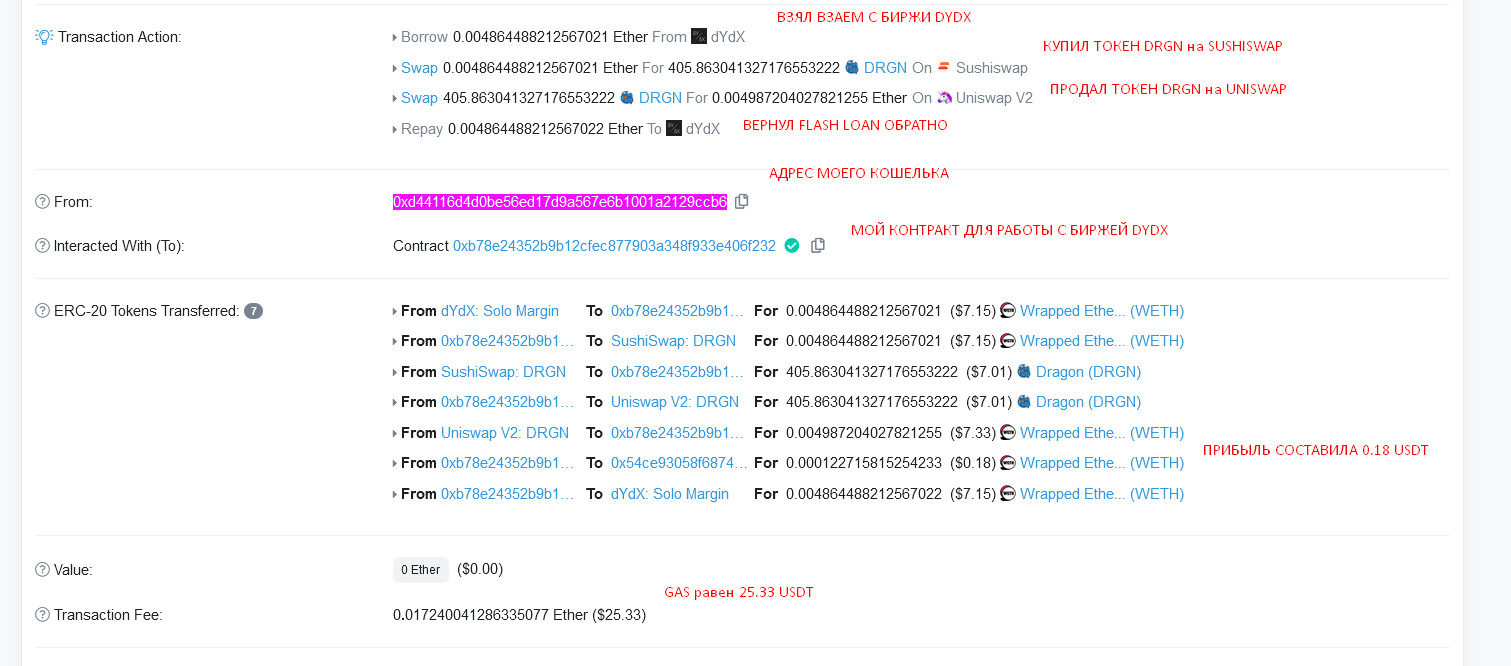 ВЗЯЛ ВЗАЕМ С БИРЖИ DYDX
Transaction Action: Borrow 0.004864488212567021 Ether From dYdX
КУПИЛ ТОКЕН DRGN на SUSHISWAP
Swap 0.004864488212567021 Ether For 405.863041327176553222 DRGN On Sushiswap
ПРОДАЛ ТОКЕН DRGN на UNISWAP
Swap 405.863041327176553222 DRGN For 0.004987204027821255 Ether On Uniswap V2
Repay 0.004864488212567022 Ether To dYdX ВЕРНУЛ FLASH LOAN ОБРАТНО
АДРЕС МОЕГО КОШЕЛЬКА
From: 0xd44116d4d0be56ed17d9a567e6b1001a2129ccb6
МОЙ КОНТРАКТ ДЛЯ РАБОТЫ С БИРЖЕЙ DYDX
Interacted With (To): Contract 0xb78e24352b9b12cfec877903a348f933e406f232
ERC-20 Tokens Transferred: 7 From dYdX: Solo Margin To 0xb78e24352b9b1... For 0.004864488212567021 ($7.15) Wrapped Ethe... (WETH)
From 0xb78e24352b9b1... To SushiSwap: DRGN For 0.004864488212567021 ($7.15) Wrapped Ethe... (WETH)
From SushiSwap: DRGN To 0xb78e24352b9b1... For 405.863041327176553222 ($7.01) Dragon (DRGN)
From 0xb78e24352b9b1... To Uniswap V2: DRGN For 405.863041327176553222 ($7.01) Dragon (DRGN)
From Uniswap V2: DRGN To 0xb78e24352b9b1... For 0.004987204027821255 ($7.33) Wrapped Ethe... (WETH)
ПРИБЫЛЬ СОСТАВИЛА 0.18 USDT
From 0xb78e24352b9b1... To 0x54ce93058f6874... For 0.000122715815254233 ($0.18) Wrapped Ethe... (WETH)
From 0xb78e24352b9b1... To dYdX: Solo Margin For 0.004864488212567022 ($7.15) Wrapped Ethe... (WETH)
Value: 0 Ether ($0.00)
GAS равен 25.33 USDT
Transaction Fee: 0.017240041286335077 Ether ($25.33)